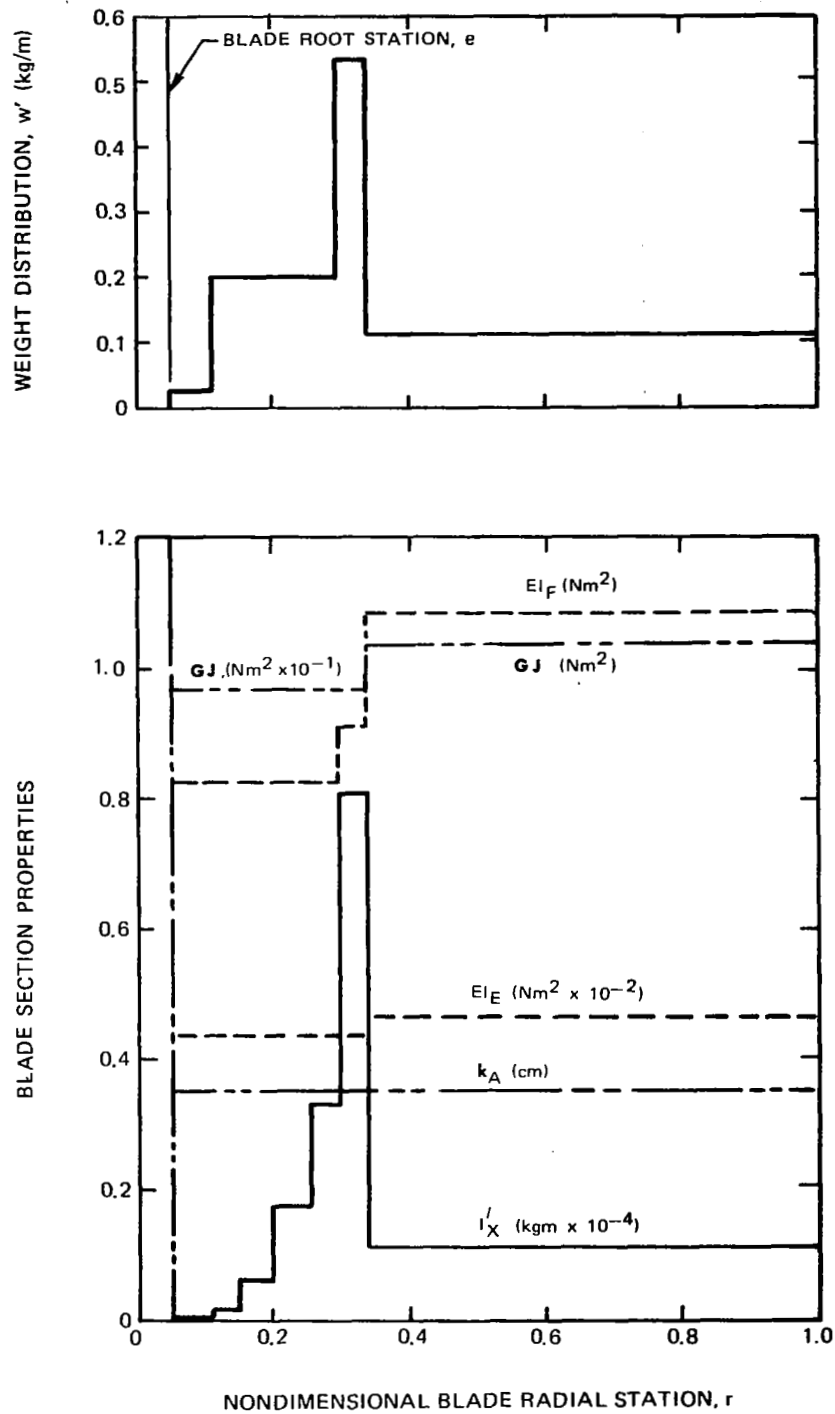 WEIGHT DISTRIBUTION, w' (kg/m)
0.6
0.5
0.4
0.3
0.2
0.1
0
BLADE ROOT STATION, e
BLADE SECTION PROPERTIES
1.2
1.0
0.8
0.6
0.4
0.2
0
EI_F (Nm²)
GJ, (Nm² x10⁻¹)
GJ (Nm²)
EI_E (Nm² x 10⁻²)
k_A (cm)
I'_X (kgm x 10⁻⁴)
0 0.2 0.4 0.6 0.8 1.0
NONDIMENSIONAL BLADE RADIAL STATION, r